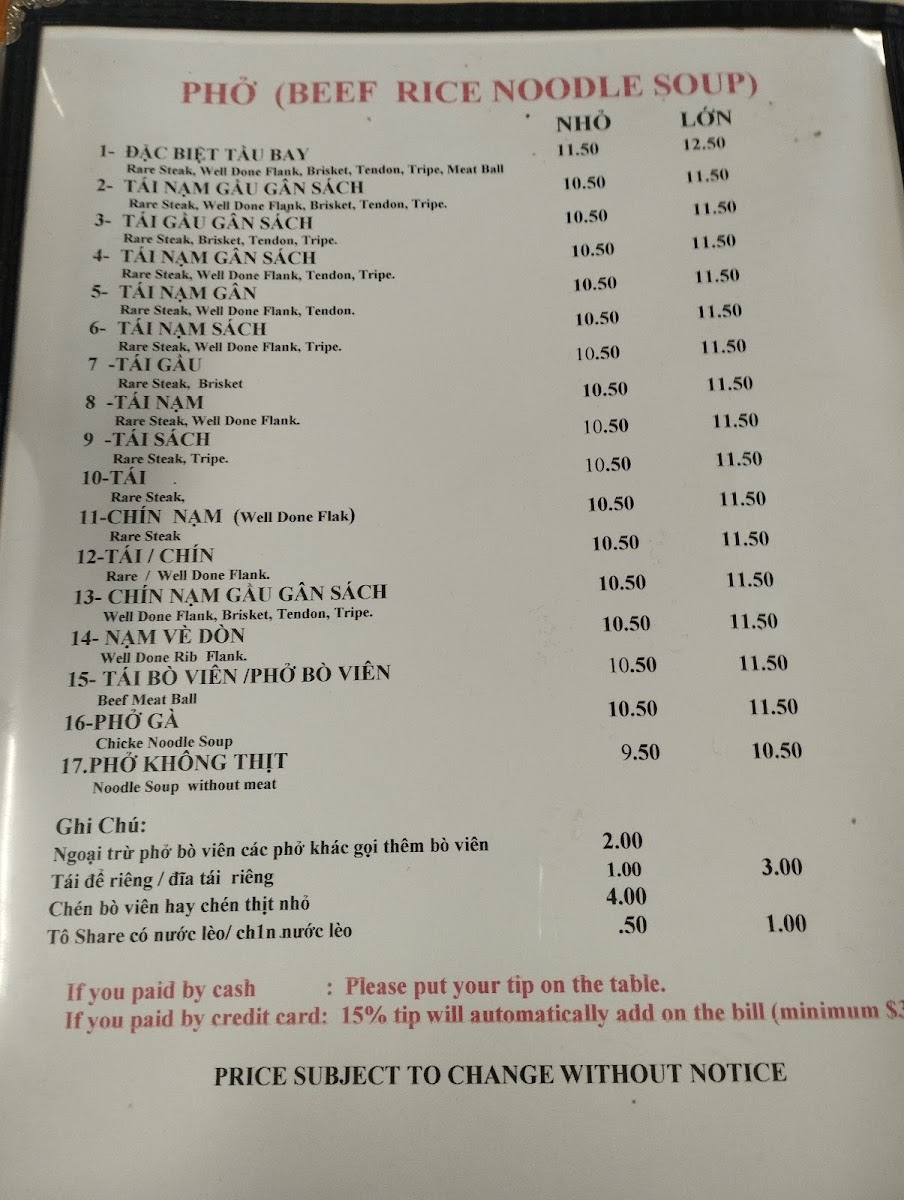 PHỞ (BEEF RICE NOODLE SOUP)
NHỎ LỚN
1- ĐẶC BIỆT TÀU BAY 11.50 12.50
Rare Steak, Well Done Flank, Brisket, Tendon, Tripe, Meat Ball
2- TÁI NẠM GẦU GÂN SÁCH 10.50 11.50
Rare Steak, Well Done Flank, Brisket, Tendon, Tripe.
3- TÁI GẦU GÂN SÁCH 10.50 11.50
Rare Steak, Brisket, Tendon, Tripe.
4- TÁI NẠM GÂN SÁCH 10.50 11.50
Rare Steak, Well Done Flank, Tendon, Tripe.
5- TÁI NẠM GÂN 10.50 11.50
Rare Steak, Well Done Flank, Tendon.
6- TÁI NẠM SÁCH 10.50 11.50
Rare Steak, Well Done Flank, Tripe.
7 -TÁI GẦU 10.50 11.50
Rare Steak, Brisket
8 -TÁI NẠM 10.50 11.50
Rare Steak, Well Done Flank.
9 -TÁI SÁCH 10.50 11.50
Rare Steak, Tripe.
10-TÁI 10.50 11.50
Rare Steak,
11-CHÍN NẠM (Well Done Flak) 10.50 11.50
Rare Steak
12-TÁI / CHÍN 10.50 11.50
Rare / Well Done Flank.
13- CHÍN NẠM GẦU GÂN SÁCH 10.50 11.50
Well Done Flank, Brisket, Tendon, Tripe.
14- NẠM VÈ DÒN 10.50 11.50
Well Done Rib Flank.
15- TÁI BÒ VIÊN /PHỞ BÒ VIÊN 10.50 11.50
Beef Meat Ball
16-PHỞ GÀ 10.50 11.50
Chicke Noodle Soup
17.PHỞ KHÔNG THỊT 9.50 10.50
Noodle Soup without meat
Ghi Chú:
Ngoại trừ phở bò viên các phở khác gọi thêm bò viên 2.00
Tái để riêng / đĩa tái riêng 1.00 3.00
Chén bò viên hay chén thịt nhỏ 4.00
Tô Share có nước lèo/ ch1n nước lèo .50 1.00
If you paid by cash : Please put your tip on the table.
If you paid by credit card: 15% tip will automatically add on the bill (minimum $3
PRICE SUBJECT TO CHANGE WITHOUT NOTICE